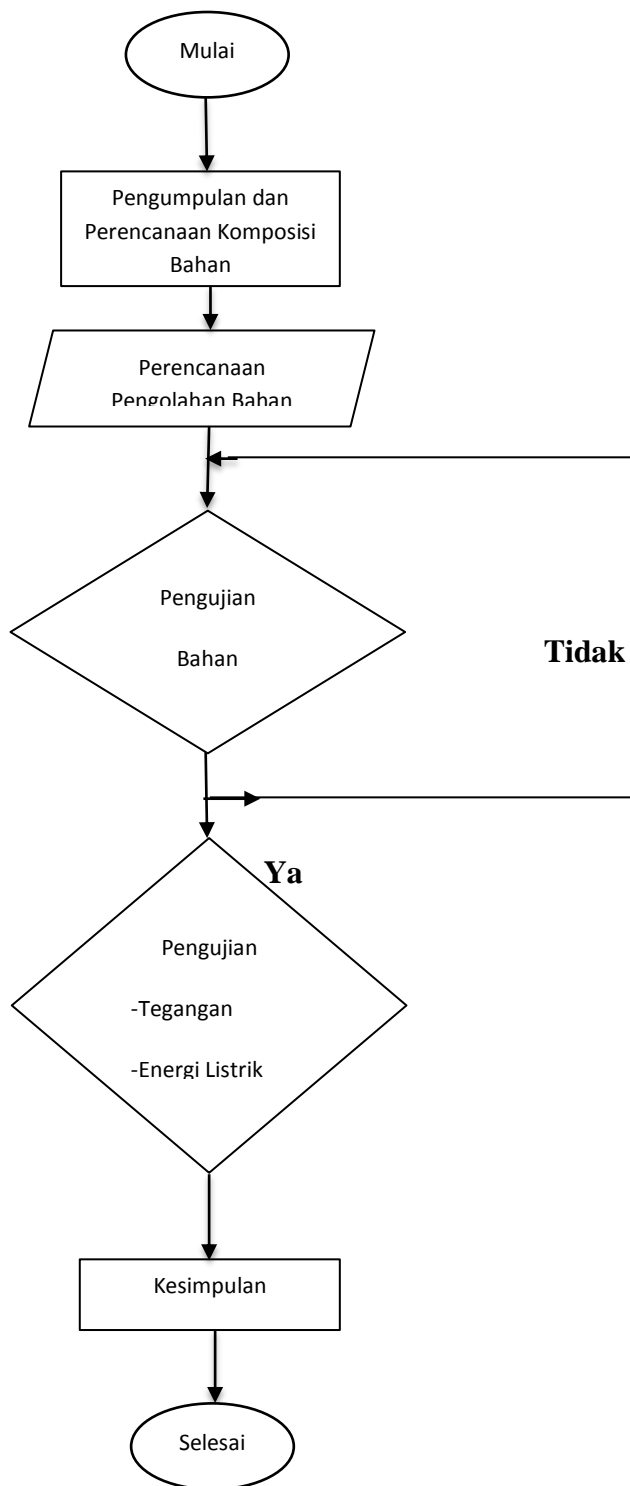 Mulai
Pengumpulan dan
Perencanaan Komposisi
Bahan
Perencanaan
Pengolahan Bahan
Pengujian
Bahan
Tidak
Ya
Pengujian
-Tegangan
-Energi Listrik
Kesimpulan
Selesai